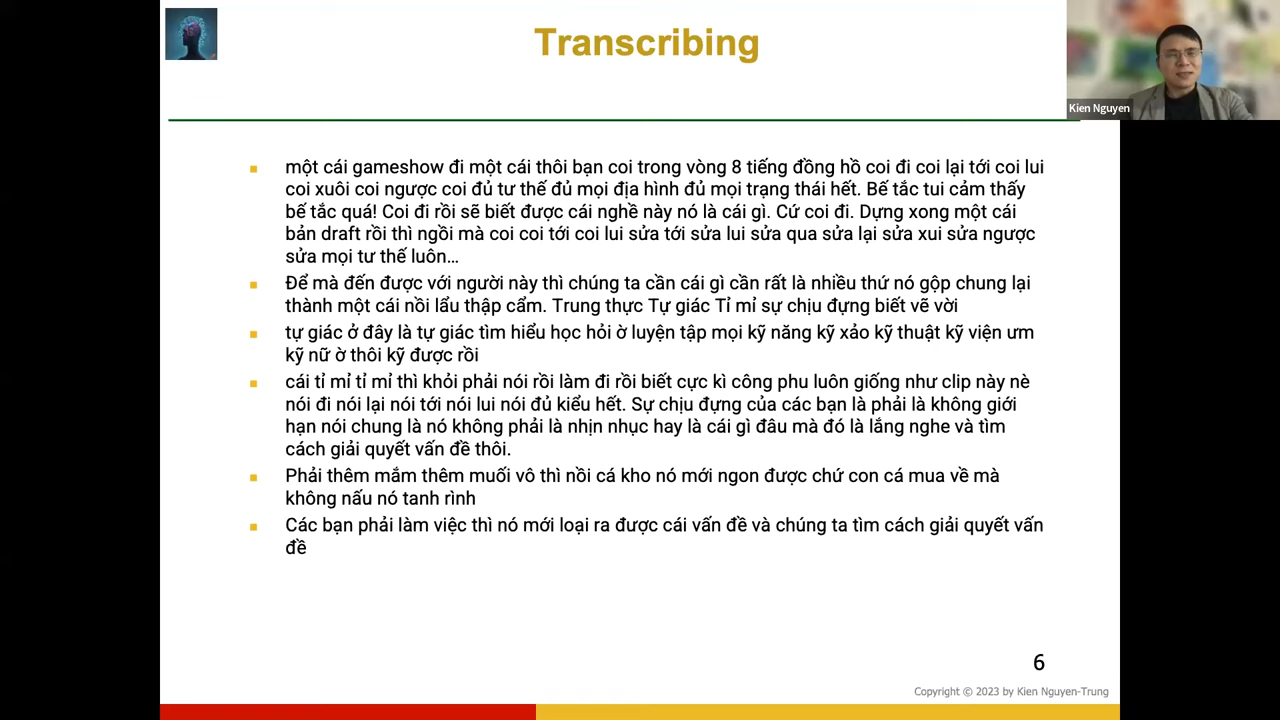 Transcribing
Kien Nguyen
một cái gameshow đi một cái thôi bạn coi trong vòng 8 tiếng đồng hồ coi đi coi lại tới coi lui
coi xuôi coi ngược coi đủ tư thế đủ mọi địa hình đủ mọi trạng thái hết. Bế tắc tui cảm thấy
bế tắc quá! Coi đi rồi sẽ biết được cái nghề này nó là cái gì. Cứ coi đi. Dựng xong một cái
bản draft rồi thì ngồi mà coi coi tới coi lui sửa tới sửa lui sửa qua sửa lại sửa xui sửa ngược
sửa mọi tư thế luôn…
Để mà đến được với người này thì chúng ta cần cái gì cần rất là nhiều thứ nó gộp chung lại
thành một cái nồi lẩu thập cẩm. Trung thực Tự giác Tỉ mỉ sự chịu đựng biết vẽ vời
tự giác ở đây là tự giác tìm hiểu học hỏi ờ luyện tập mọi kỹ năng kỹ xảo kỹ thuật kỹ viện ưm
kỹ nữ ờ thôi kỹ được rồi
cái tỉ mỉ tỉ mỉ thì khỏi phải nói rồi làm đi rồi biết cực kì công phu luôn giống như clip này nè
nói đi nói lại nói tới nói lui nói đủ kiểu hết. Sự chịu đựng của các bạn là phải là không giới
hạn nói chung là nó không phải là nhịn nhục hay là cái gì đâu mà đó là lắng nghe và tìm
cách giải quyết vấn đề thôi.
Phải thêm mắm thêm muối vô thì nồi cá kho nó mới ngon được chứ con cá mua về mà
không nấu nó tanh rình
Các bạn phải làm việc thì nó mới loại ra được cái vấn đề và chúng ta tìm cách giải quyết vấn
đề
6
Copyright © 2023 by Kien Nguyen-Trung